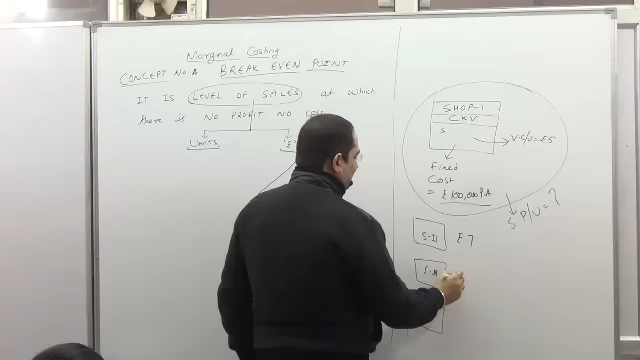 Marginal Costing
CONCEPT NO.A BREAK EVEN POINT
IT IS LEVEL OF SALES at which
there is NO PROFIT NO LOSS
UNITS
"£"
SHOP-1
CKV
S
V.C/U = £5
Fixed
Cost
= £100,000 P.A
S P/U = ?
S-II
£7